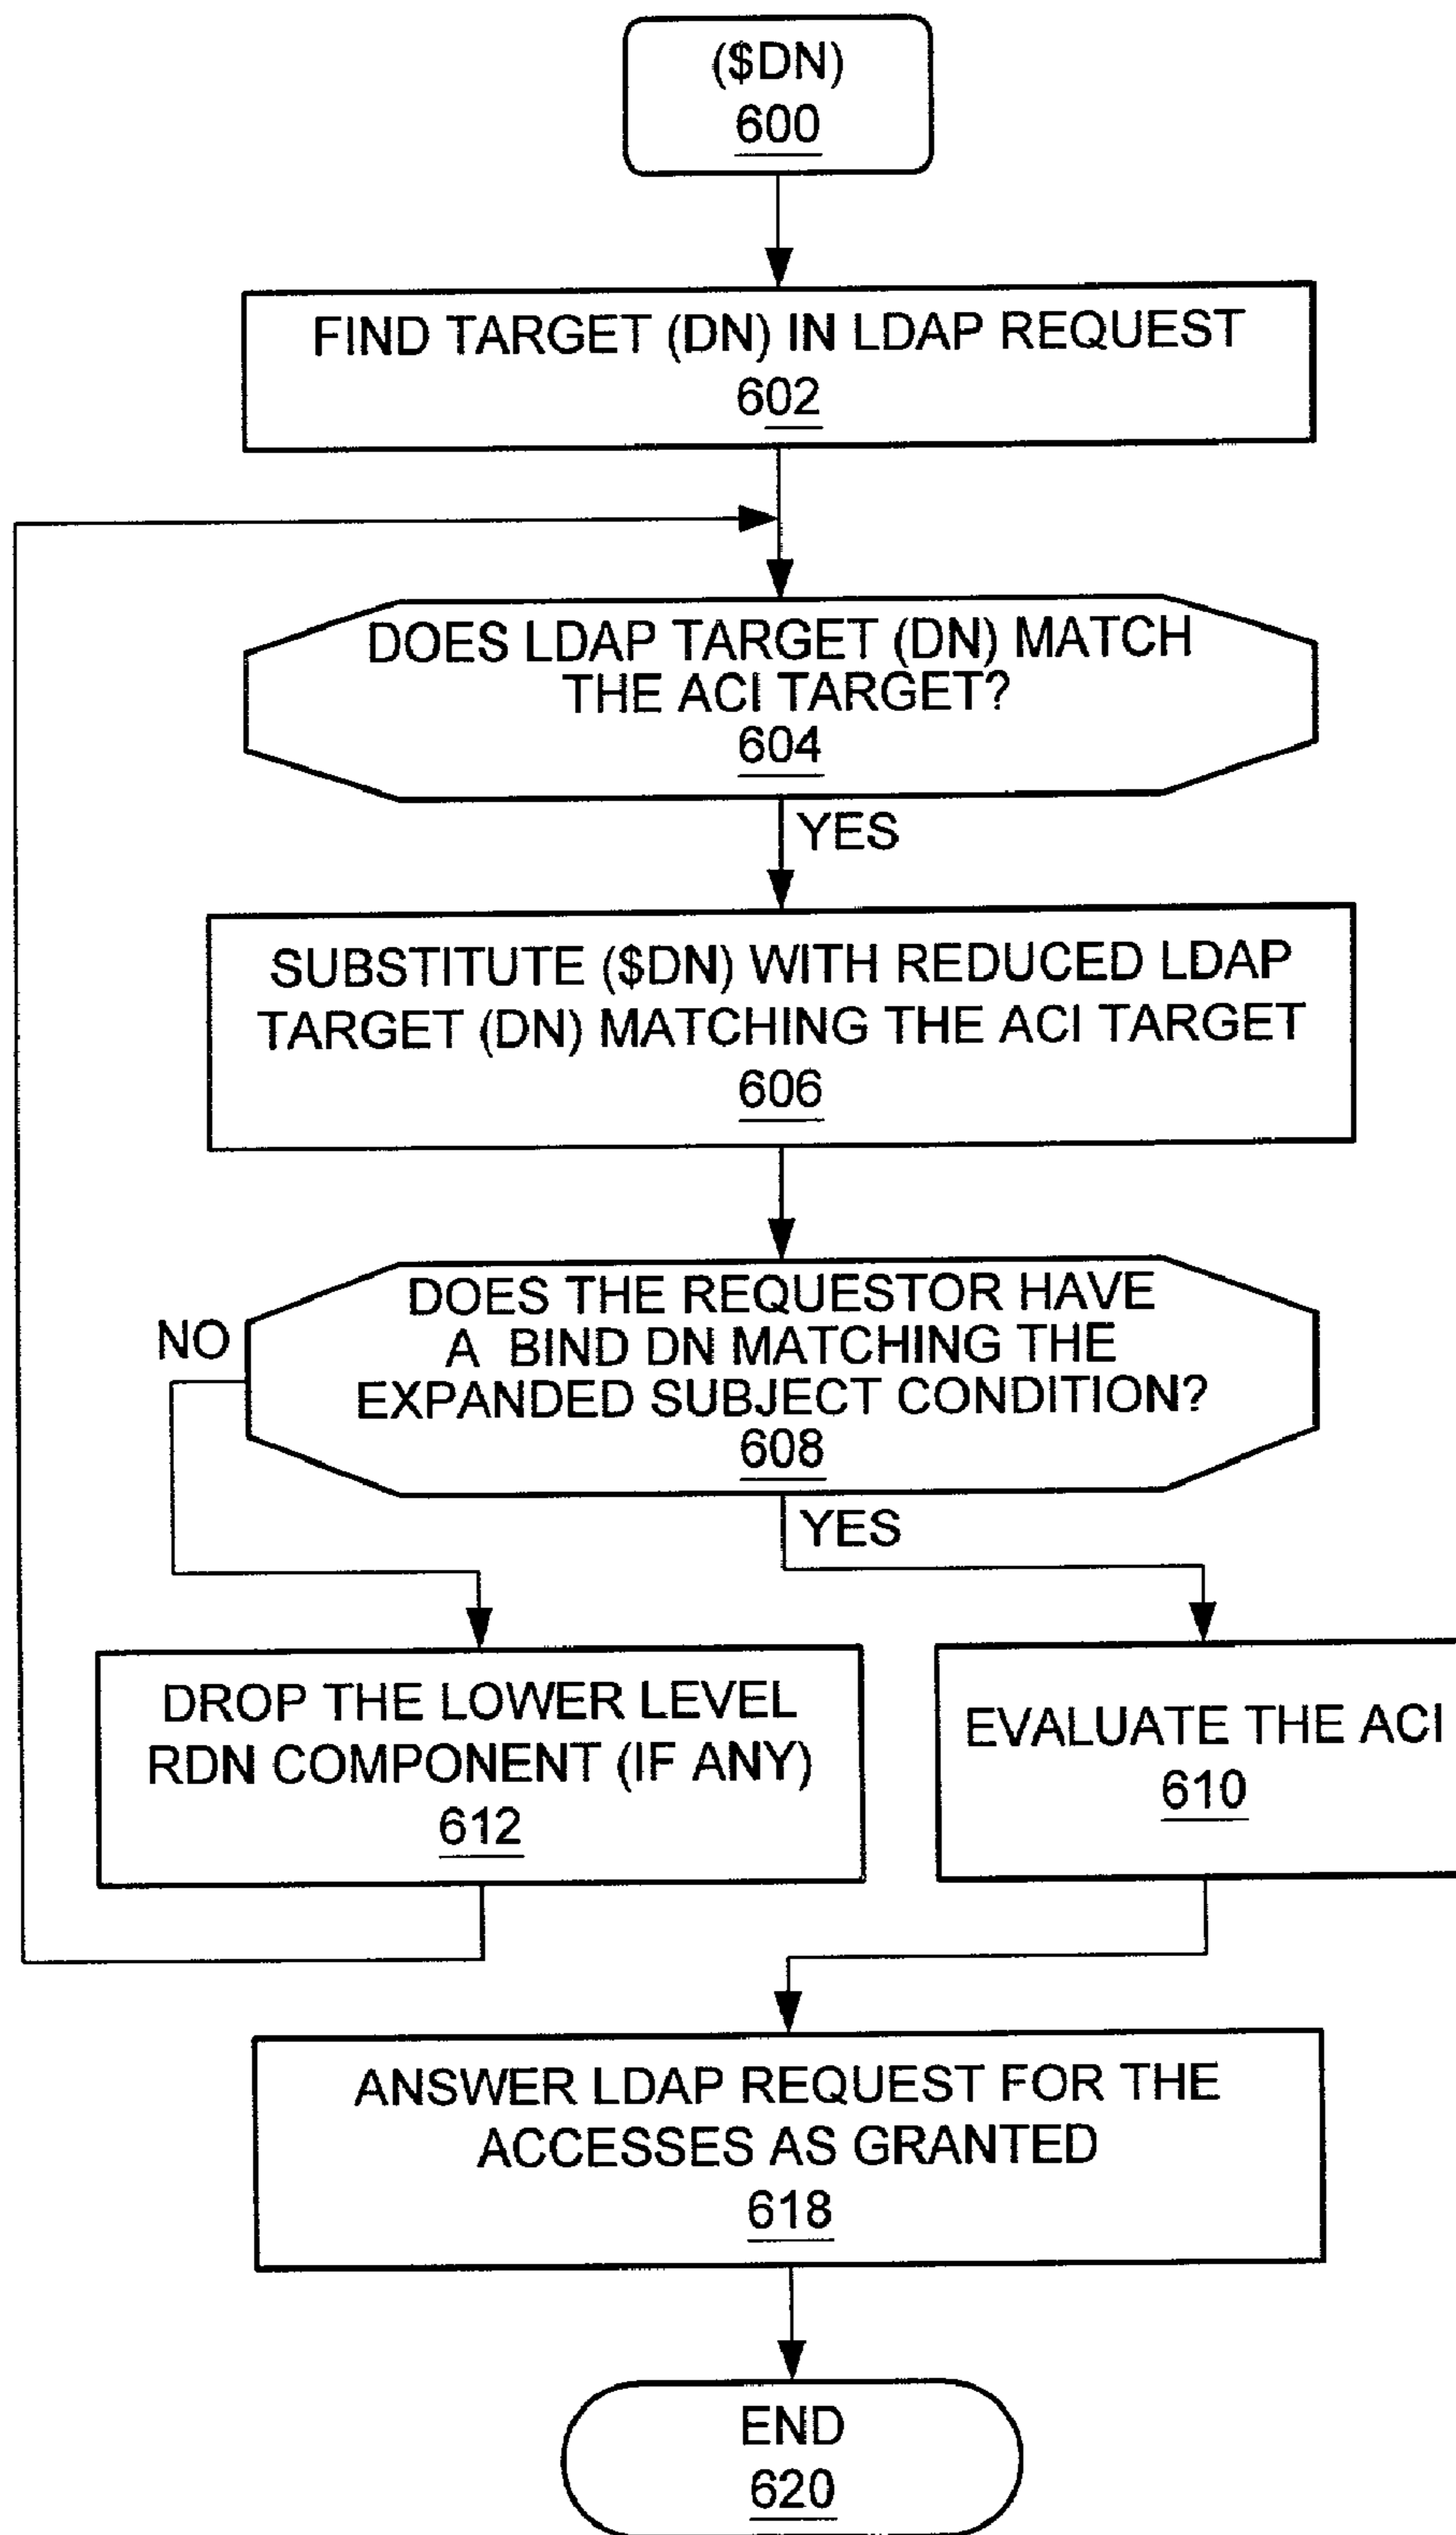 ($DN)
600
FIND TARGET (DN) IN LDAP REQUEST
602
DOES LDAP TARGET (DN) MATCH
THE ACI TARGET?
604
YES
SUBSTITUTE ($DN) WITH REDUCED LDAP
TARGET (DN) MATCHING THE ACI TARGET
606
DOES THE REQUESTOR HAVE
A BIND DN MATCHING THE
EXPANDED SUBJECT CONDITION?
608
NO
YES
DROP THE LOWER LEVEL
RDN COMPONENT (IF ANY)
612
EVALUATE THE ACI
610
ANSWER LDAP REQUEST FOR THE
ACCESSES AS GRANTED
618
END
620